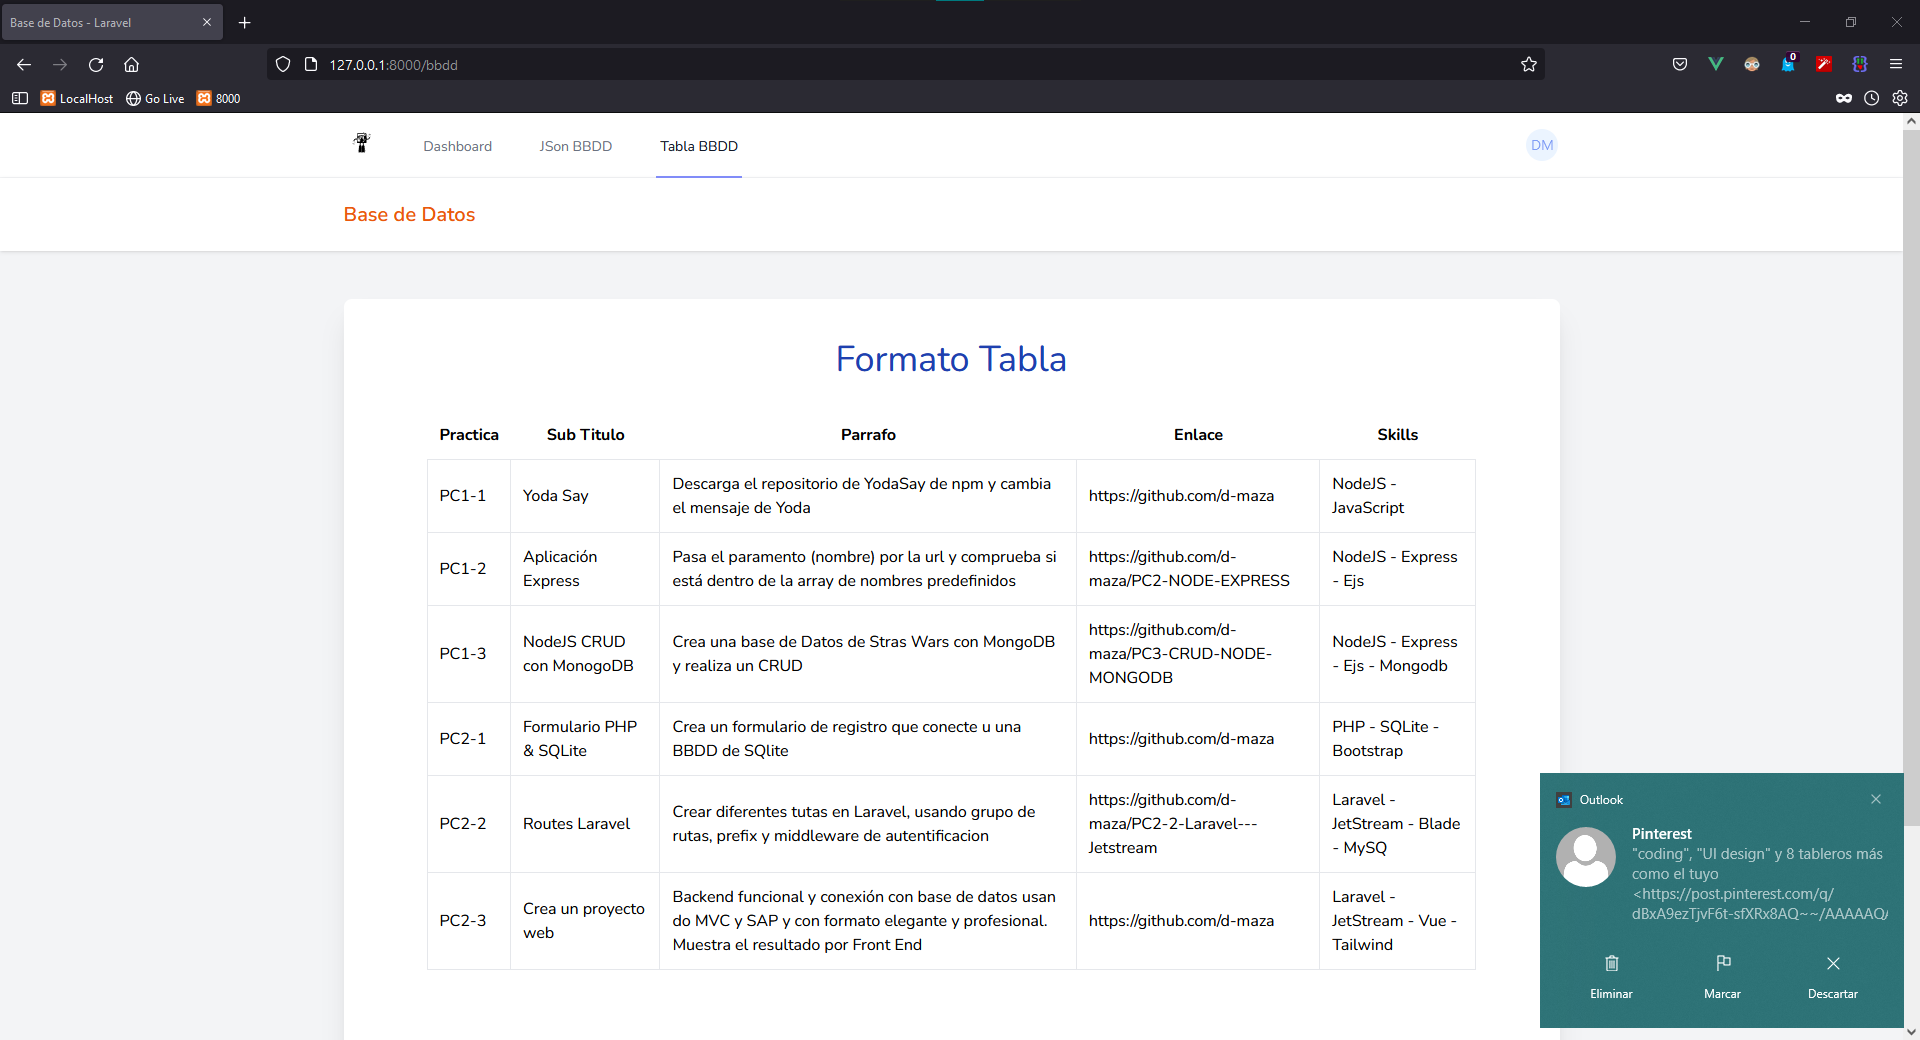 Base de Datos - Laravel
127.0.0.1:8000/bbdd
LocalHost Go Live 8000
0
Dashboard JSon BBDD Tabla BBDD DM
Base de Datos
Formato Tabla
Practica Sub Titulo Parrafo Enlace Skills
PC1-1
Yoda Say
Descarga el repositorio de YodaSay de npm y cambia
el mensaje de Yoda
https://github.com/d-maza
NodeJS -
JavaScript
PC1-2
Aplicación
Express
Pasa el paramento (nombre) por la url y comprueba si
está dentro de la array de nombres predefinidos
https://github.com/d-
maza/PC2-NODE-EXPRESS
NodeJS - Express
- Ejs
PC1-3
NodeJS CRUD
con MonogoDB
Crea una base de Datos de Stras Wars con MongoDB
y realiza un CRUD
https://github.com/d-
maza/PC3-CRUD-NODE-
MONGODB
NodeJS - Express
- Ejs - Mongodb
PC2-1
Formulario PHP
& SQLite
Crea un formulario de registro que conecte u una
BBDD de SQlite
https://github.com/d-maza
PHP - SQLite -
Bootstrap
PC2-2
Routes Laravel
Crear diferentes tutas en Laravel, usando grupo de
rutas, prefix y middleware de autentificacion
https://github.com/d-
maza/PC2-2-Laravel---
Jetstream
Laravel -
JetStream - Blade
- MySQ
PC2-3
Crea un proyecto
web
Backend funcional y conexión con base de datos usan
do MVC y SAP y con formato elegante y profesional.
Muestra el resultado por Front End
https://github.com/d-maza
Laravel -
JetStream - Vue -
Tailwind
Outlook
Pinterest
"coding", "UI design" y 8 tableros más
como el tuyo
<https://post.pinterest.com/q/
dBxA9ezTjvF6t-sfXRx8AQ~~/AAAAAQ/
Eliminar Marcar Descartar